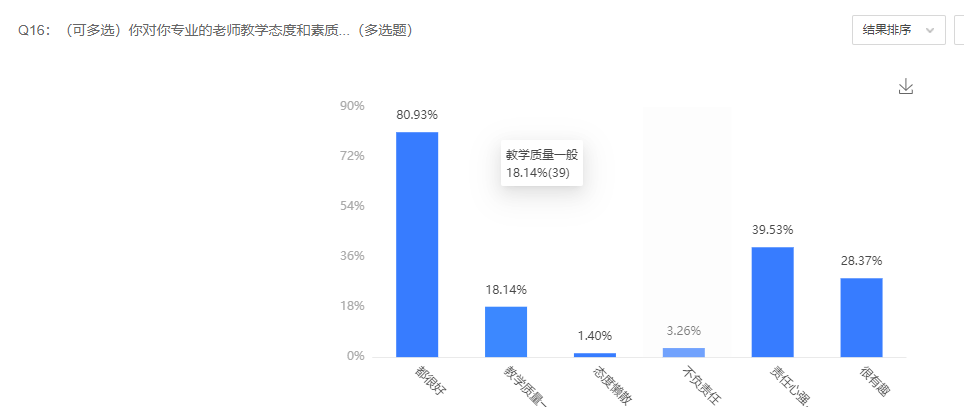 Q16：（可多选）你对你专业的老师教学态度和素质...（多选题）
结果排序
90%
72%
54%
36%
18%
0%
80.93%
18.14%
1.40%
3.26%
39.53%
28.37%
教学质量一般
18.14%(39)
都很好
教学质量一
态度懒散
不负责任
责任心强.
很有趣